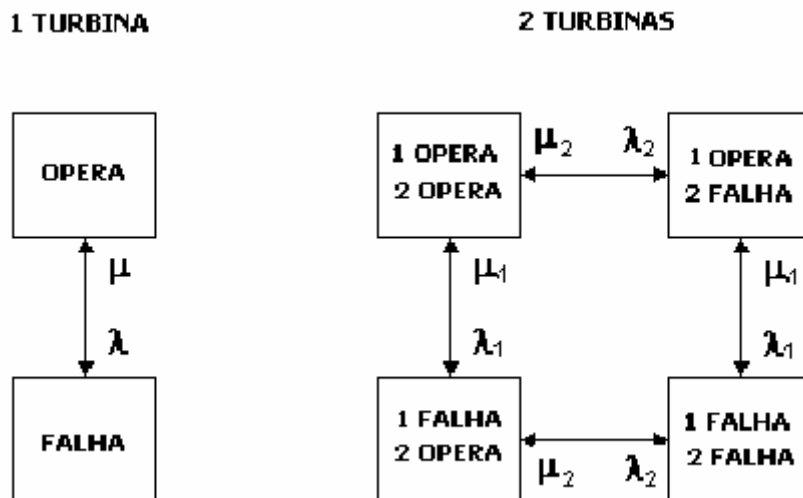 1 TURBINA
2 TURBINAS
OPERA
μ
λ
FALHA
1 OPERA
2 OPERA
μ2
λ2
1 OPERA
2 FALHA
μ1
λ1
μ1
λ1
1 FALHA
2 OPERA
μ2
λ2
1 FALHA
2 FALHA